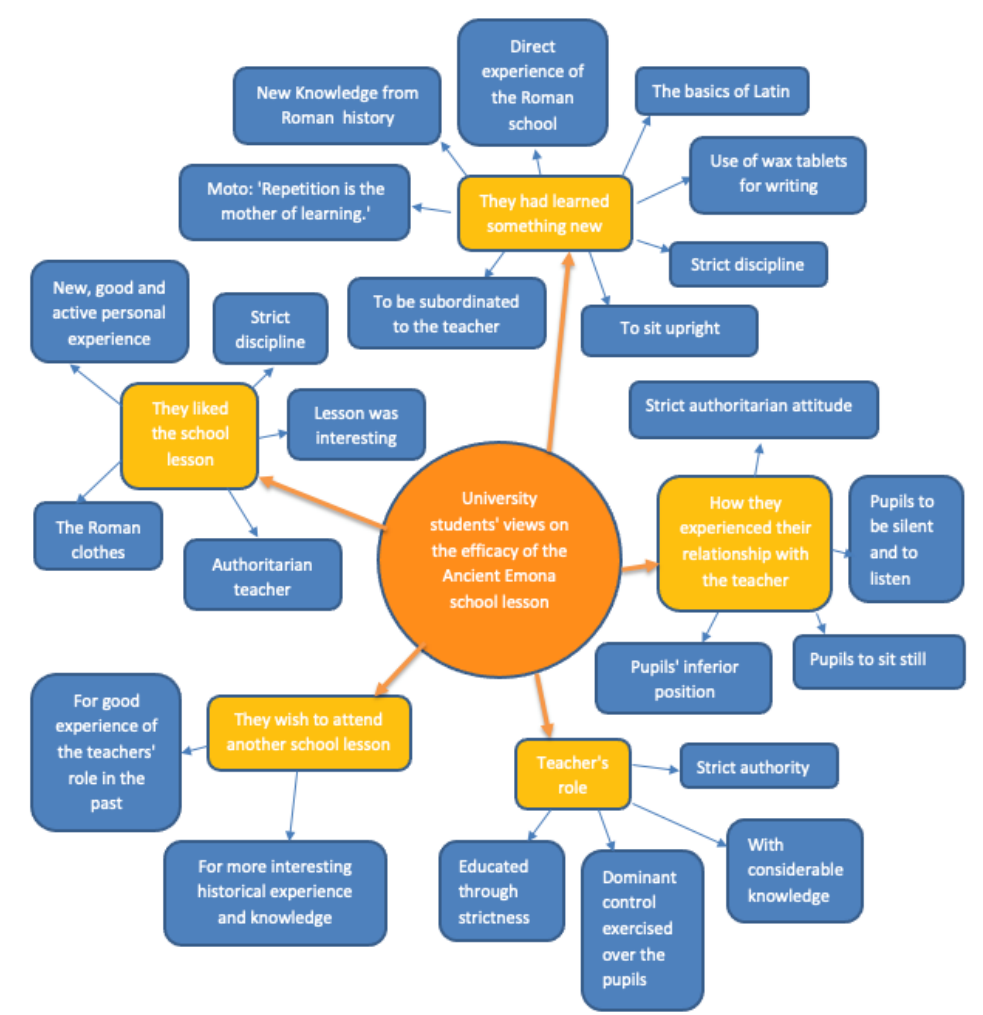 Direct
experience of
the Roman
school
New Knowledge from
Roman history
The basics of Latin
Use of wax tablets
for writing
Moto: 'Repetition is the
mother of learning.'
They had learned
something new
Strict discipline
To be subordinated
to the teacher
To sit upright
New, good and
active personal
experience
Strict
discipline
They liked
the school
lesson
Lesson was
interesting
The Roman
clothes
Authoritarian
teacher
University
students' views on
the efficacy of the
Ancient Emona
school lesson
Strict authoritarian attitude
How they
experienced their
relationship with
the teacher
Pupils to
be silent
and to
listen
Pupils' inferior
position
Pupils to sit still
For good
experience of
the teachers'
role in the
past
They wish to attend
another school lesson
For more interesting
historical experience
and knowledge
Teacher's
role
Strict authority
Educated
through
strictness
Dominant
control
exercised
over the
pupils
With
considerable
knowledge